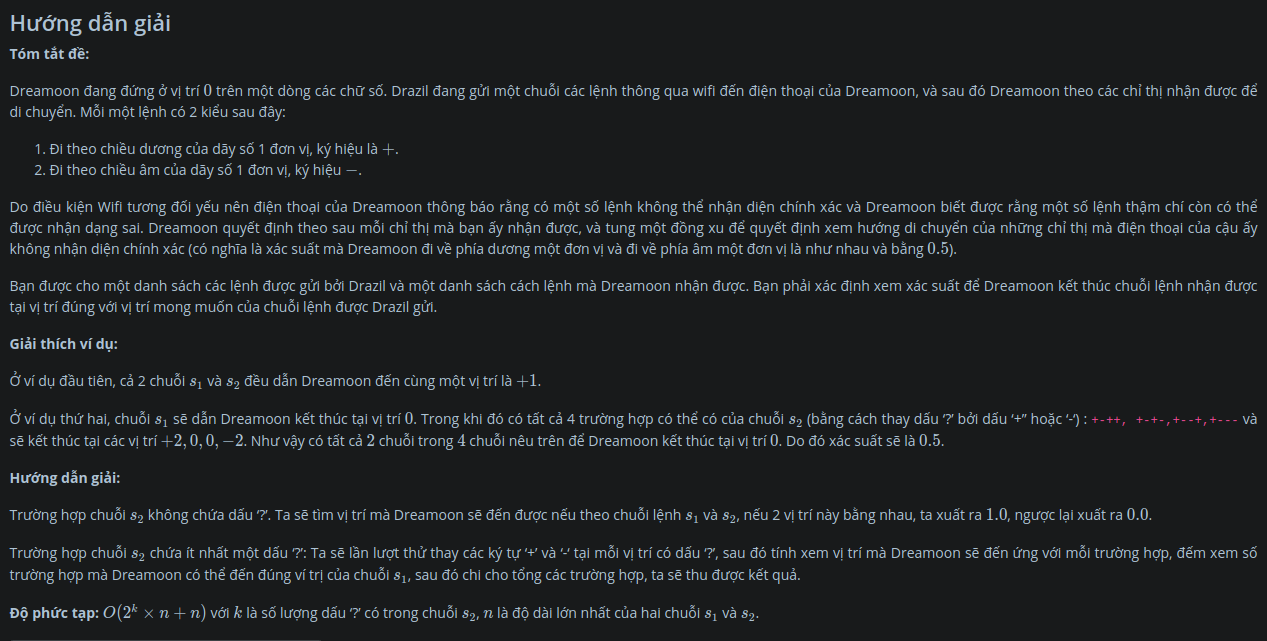 Hướng dẫn giải
Tóm tắt đề:
Dreamoon đang đứng ở vị trí 0 trên một dòng các chữ số. Drazil đang gửi một chuỗi các lệnh thông qua wifi đến điện thoại của Dreamoon, và sau đó Dreamoon theo các chỉ thị nhận được để
di chuyển. Mỗi một lệnh có 2 kiểu sau đây:
1. Đi theo chiều dương của dãy số 1 đơn vị, ký hiệu là +.
2. Đi theo chiều âm của dãy số 1 đơn vị, ký hiệu −.
Do điều kiện Wifi tương đối yếu nên điện thoại của Dreamoon thông báo rằng có một số lệnh không thể nhận diện chính xác và Dreamoon biết được rằng một số lệnh thậm chí còn có thể
được nhận dạng sai. Dreamoon quyết định theo sau mỗi chỉ thị mà bạn ấy nhận được, và tung một đồng xu để quyết định xem hướng di chuyển của những chỉ thị mà điện thoại của cậu ấy
không nhận diện chính xác (có nghĩa là xác suất mà Dreamoon đi về phía dương một đơn vị và đi về phía âm một đơn vị là như nhau và bằng 0.5).
Bạn được cho một danh sách các lệnh được gửi bởi Drazil và một danh sách cách lệnh mà Dreamoon nhận được. Bạn phải xác định xem xác suất để Dreamoon kết thúc chuỗi lệnh nhận được
tại vị trí đúng với vị trí mong muốn của chuỗi lệnh được Drazil gửi.
Giải thích ví dụ:
Ở ví dụ đầu tiên, cả 2 chuỗi s₁ và s₂ đều dẫn Dreamoon đến cùng một vị trí là +1.
Ở ví dụ thứ hai, chuỗi s₁ sẽ dẫn Dreamoon kết thúc tại vị trí 0. Trong khi đó có tất cả 4 trường hợp có thể có của chuỗi s₂ (bằng cách thay dấu ‘?’ bởi dấu ‘+” hoặc ‘-‘) : +-++, +-+-,+--+,+--- và
sẽ kết thúc tại các vị trí +2, 0, 0, −2. Như vậy có tất cả 2 chuỗi trong 4 chuỗi nêu trên để Dreamoon kết thúc tại vị trí 0. Do đó xác suất sẽ là 0.5.
Hướng dẫn giải:
Trường hợp chuỗi s₂ không chứa dấu ‘?’. Ta sẽ tìm vị trí mà Dreamoon sẽ đến được nếu theo chuỗi lệnh s₁ và s₂, nếu 2 vị trí này bằng nhau, ta xuất ra 1.0, ngược lại xuất ra 0.0.
Trường hợp chuỗi s₂ chứa ít nhất một dấu ‘?’: Ta sẽ lần lượt thử thay các ký tự ‘+’ và ‘-‘ tại mỗi vị trí có dấu ‘?’, sau đó tính xem vị trí mà Dreamoon sẽ đến ứng với mỗi trường hợp, đếm xem số
trường hợp mà Dreamoon có thể đến đúng ví trị của chuỗi s₁, sau đó chi cho tổng các trường hợp, ta sẽ thu được kết quả.
Độ phức tạp: O(2ᵏ × n + n) với k là số lượng dấu ‘?’ có trong chuỗi s₂, n là độ dài lớn nhất của hai chuỗi s₁ và s₂.